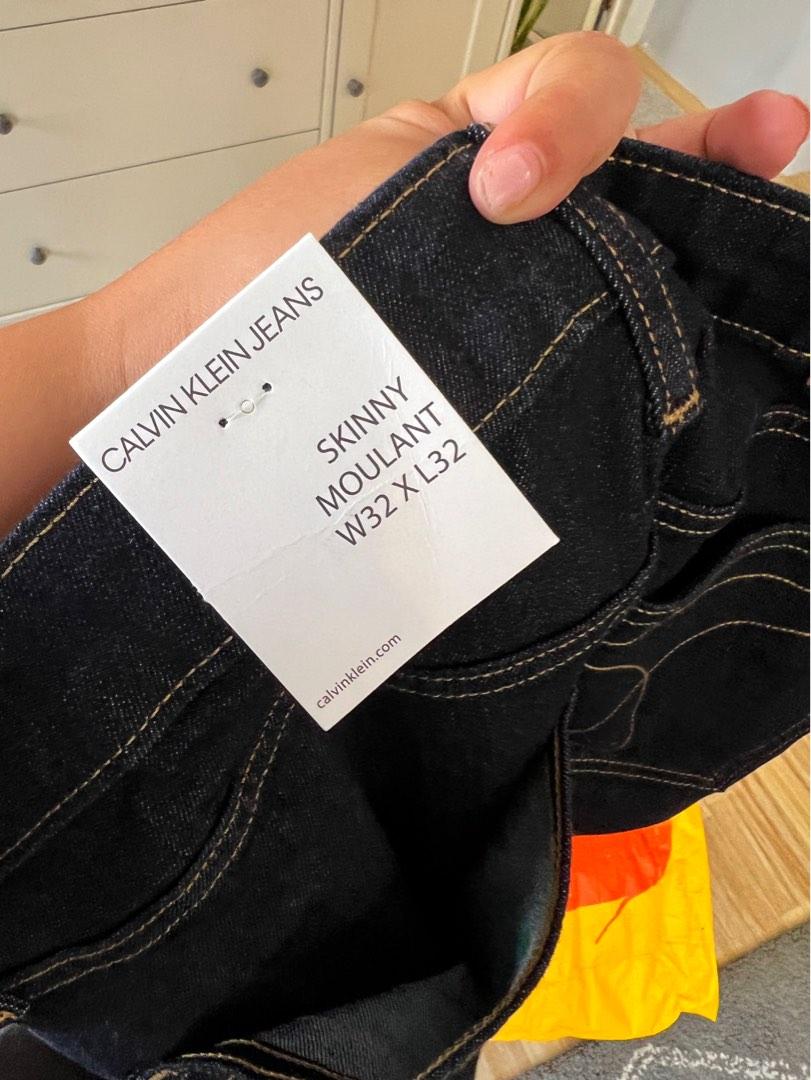 CALVIN KLEIN JEANS
SKINNY
MOULANT
W32 X L32
calvinklein.com